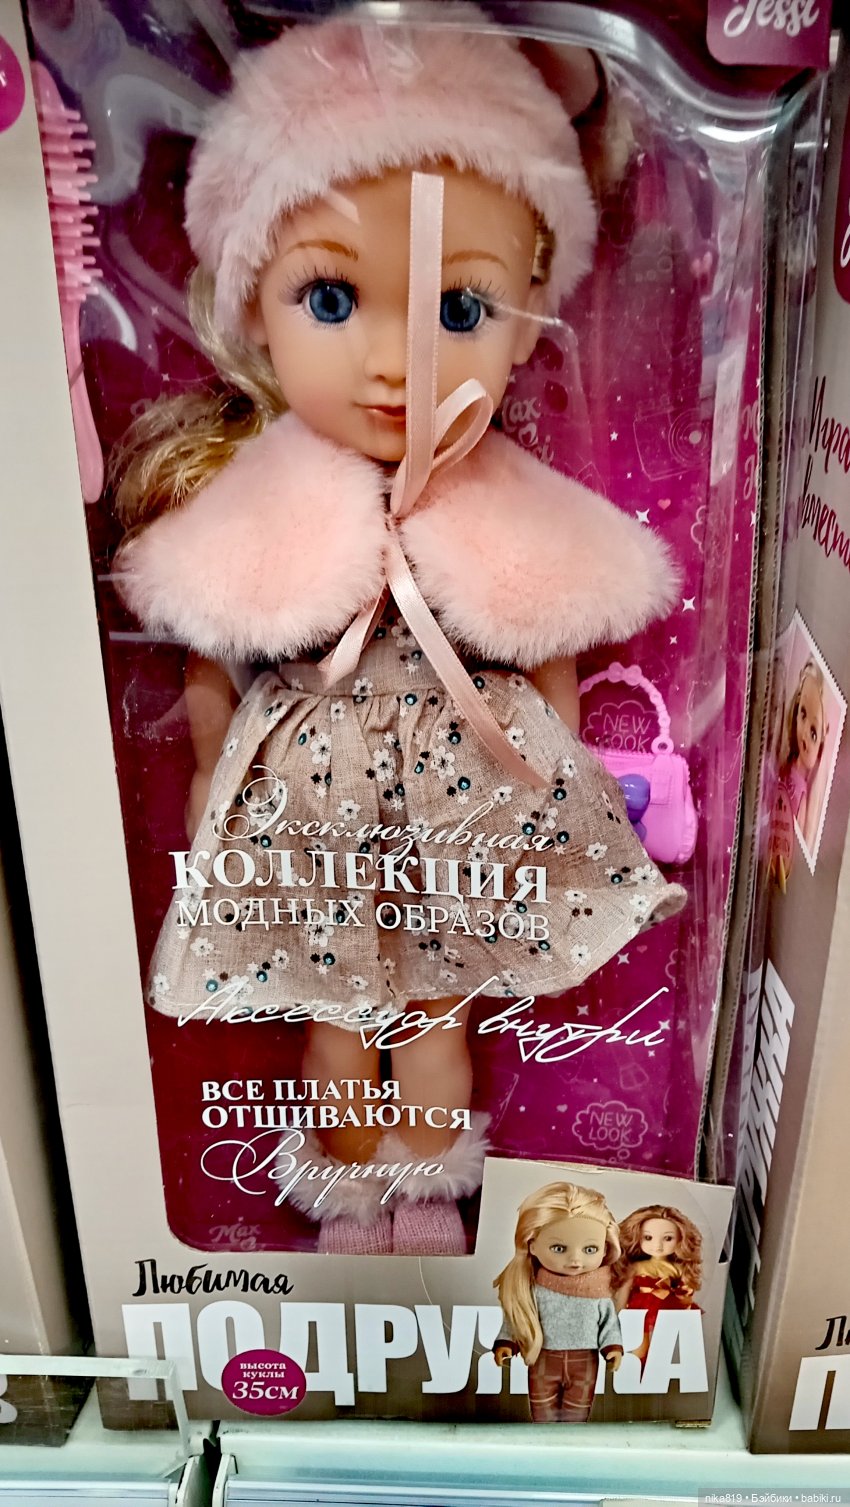 Jessi
NEW
LOOK
Эксклюзивная
КОЛЛЕКЦИЯ
МОДНЫХ ОБРАЗОВ
Аксессуар внутри
ВСЕ ПЛАТЬЯ
ОТШИВАЮТСЯ
Вручную
NEW
LOOK
Max
Любимая
ПОДРУЖКА
ВЫСОТА
КУКЛЫ
35СМ
nika819 • Бэйбики • babiki.ru